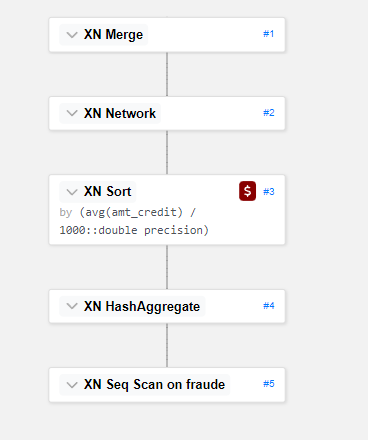 XN Merge #1
XN Network #2
XN Sort $ #3
by (avg(amt_credit) /
1000::double precision)
XN HashAggregate #4
XN Seq Scan on fraude #5